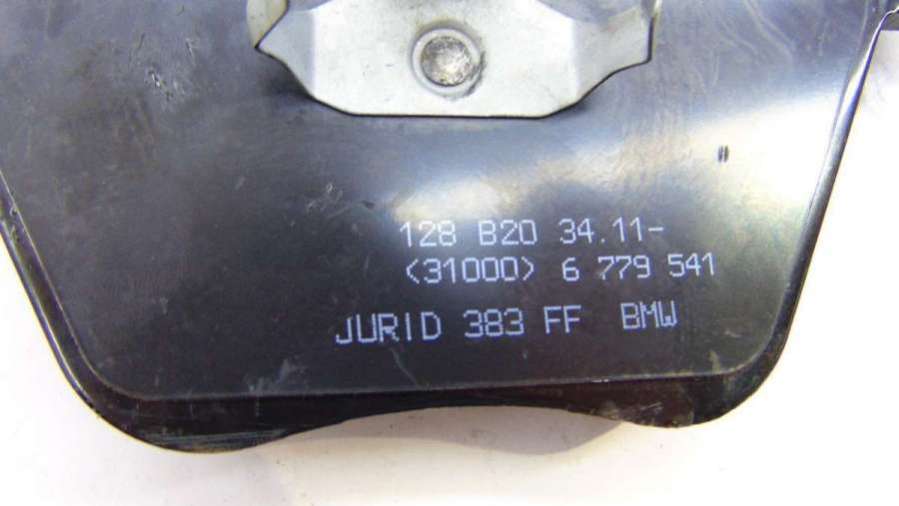 128 B20 34.11-
<31000> 6 779 541
JURID 383 FF BMW